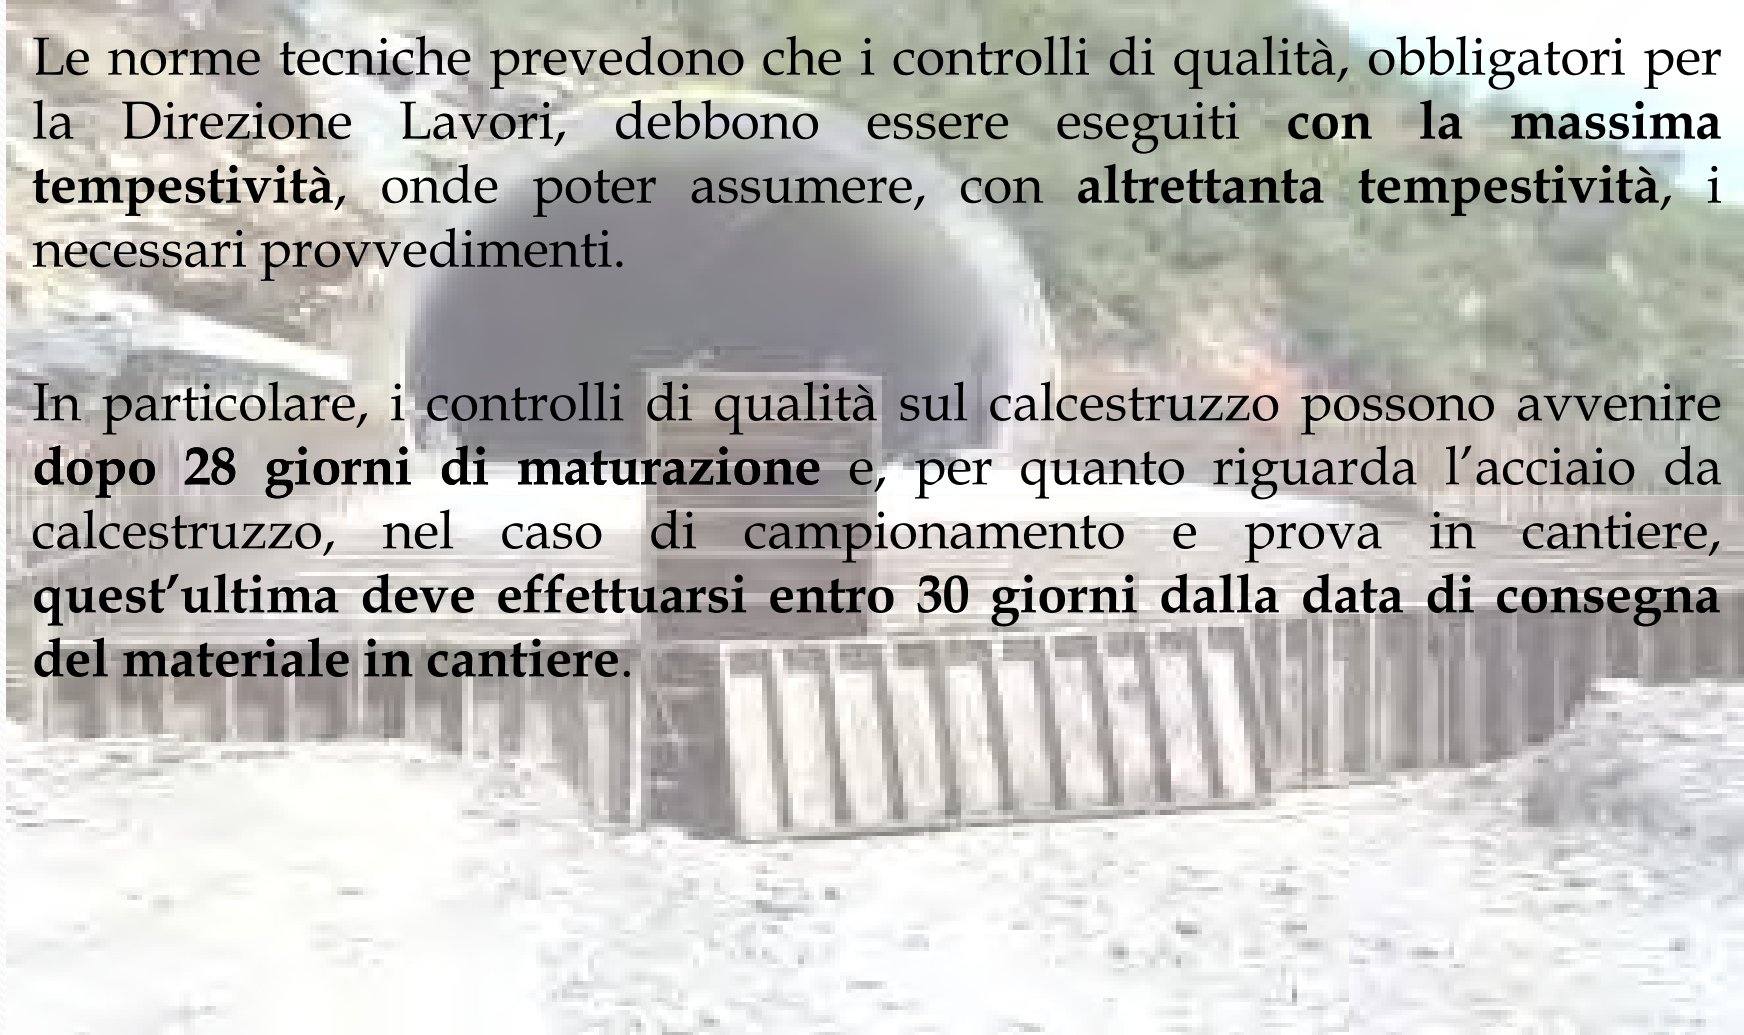 Le norme tecniche prevedono che i controlli di qualità, obbligatori per
la Direzione Lavori, debbono essere eseguiti con la massima
tempestività, onde poter assumere, con altrettanta tempestività, i
necessari provvedimenti.
In particolare, i controlli di qualità sul calcestruzzo possono avvenire
dopo 28 giorni di maturazione e, per quanto riguarda l’acciaio da
calcestruzzo, nel caso di campionamento e prova in cantiere,
quest’ultima deve effettuarsi entro 30 giorni dalla data di consegna
del materiale in cantiere.